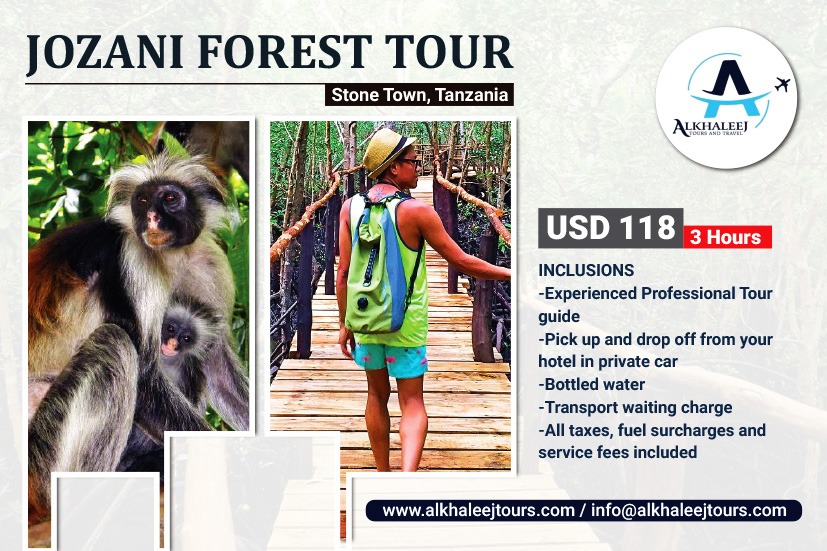 JOZANI FOREST TOUR
Stone Town, Tanzania
ALKHALEEJ
TOURS AND TRAVEL
USD 118
3 Hours
INCLUSIONS
-Experienced Professional Tour
guide
-Pick up and drop off from your
hotel in private car
-Bottled water
-Transport waiting charge
-All taxes, fuel surcharges and
service fees included
www.alkhaleejtours.com / info@alkhaleejtours.com